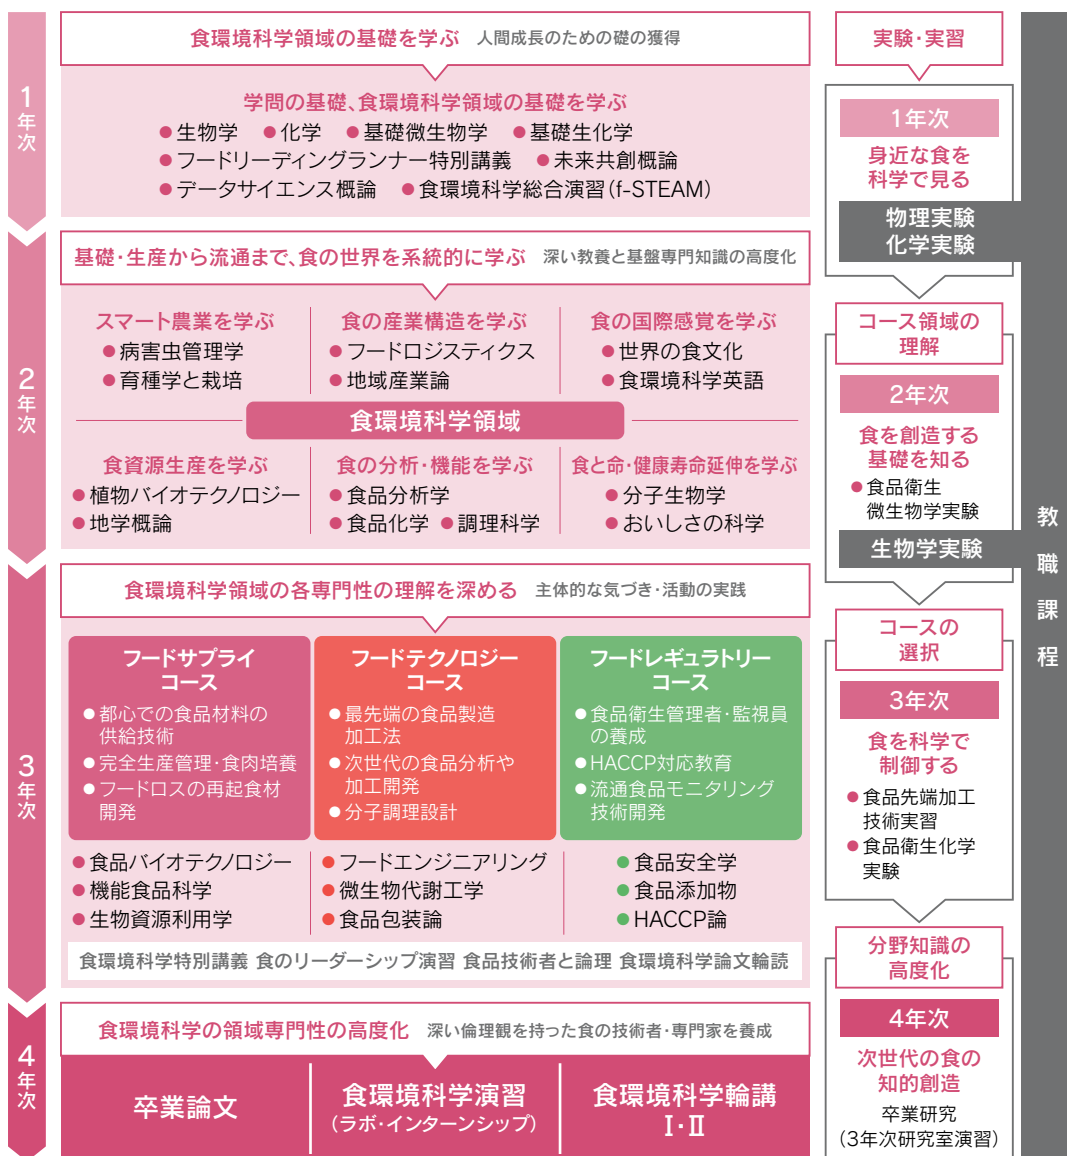 1年次
食環境科学領域の基礎を学ぶ 人間成長のための礎の獲得
学問の基礎、食環境科学領域の基礎を学ぶ
●生物学 ●化学 ●基礎微生物学 ●基礎生化学
●フードリーディングランナー特別講義 ●未来共創概論
●データサイエンス概論 ●食環境科学総合演習(f-STEAM)
2年次
基礎・生産から流通まで、食の世界を系統的に学ぶ 深い教養と基盤専門知識の高度化
スマート農業を学ぶ
●病害虫管理学
●育種学と栽培
食の産業構造を学ぶ
●フードロジスティクス
●地域産業論
食の国際感覚を学ぶ
●世界の食文化
●食環境科学英語
食環境科学領域
食資源生産を学ぶ
●植物バイオテクノロジー
●地学概論
食の分析・機能を学ぶ
●食品分析学
●食品化学 ●調理科学
食と命・健康寿命延伸を学ぶ
●分子生物学
●おいしさの科学
3年次
食環境科学領域の各専門性の理解を深める 主体的な気づき・活動の実践
フードサプライ
コース
●都心での食品材料の
供給技術
●完全生産管理・食肉培養
●フードロスの再起食材
開発
フードテクノロジー
コース
●最先端の食品製造
加工法
●次世代の食品分析や
加工開発
●分子調理設計
フードレギュラトリー
コース
●食品衛生管理者・監視員
の養成
●HACCP対応教育
●流通食品モニタリング
技術開発
●食品バイオテクノロジー
●機能食品科学
●生物資源利用学
●フードエンジニアリング
●微生物代謝工学
●食品包装論
●食品安全学
●食品添加物
●HACCP論
食環境科学特別講義 食のリーダーシップ演習 食品技術者と論理 食環境科学論文輪読
4年次
食環境科学の領域専門性の高度化 深い倫理観を持った食の技術者・専門家を養成
卒業論文
食環境科学演習
(ラボ・インターンシップ)
食環境科学輪講
Ⅰ・Ⅱ
実験・実習
1年次
身近な食を
科学で見る
物理実験
化学実験
コース領域の
理解
2年次
食を創造する
基礎を知る
●食品衛生
微生物学実験
生物学実験
コースの
選択
3年次
食を科学で
制御する
●食品先端加工
技術実習
●食品衛生化学
実験
分野知識の
高度化
4年次
次世代の食の
知的創造
卒業研究
(3年次研究室演習)
教職課程